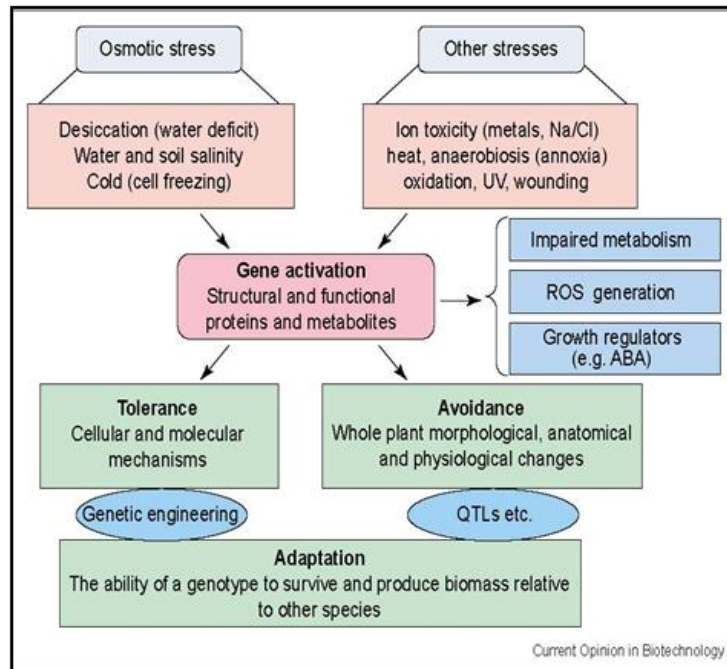 Osmotic stress
Other stresses
Desiccation (water deficit)
Water and soil salinity
Cold (cell freezing)
Ion toxicity (metals, Na/Cl)
heat, anaerobiosis (annoxia)
oxidation, UV, wounding
Gene activation
Structural and functional
proteins and metabolites
Impaired metabolism
ROS generation
Growth regulators
(e.g. ABA)
Tolerance
Cellular and molecular
mechanisms
Avoidance
Whole plant morphological, anatomical
and physiological changes
Genetic engineering
QTLs etc.
Adaptation
The ability of a genotype to survive and produce biomass relative
to other species
Current Opinion in Biotechnology